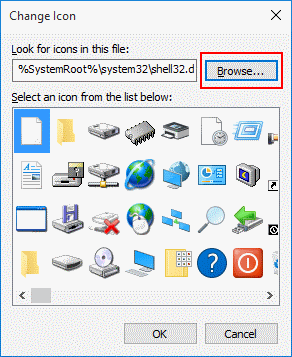 Change Icon
Look for icons in this file:
%SystemRoot%\system32\shell32.d
Browse...
Select an icon from the list below:
OK
Cancel